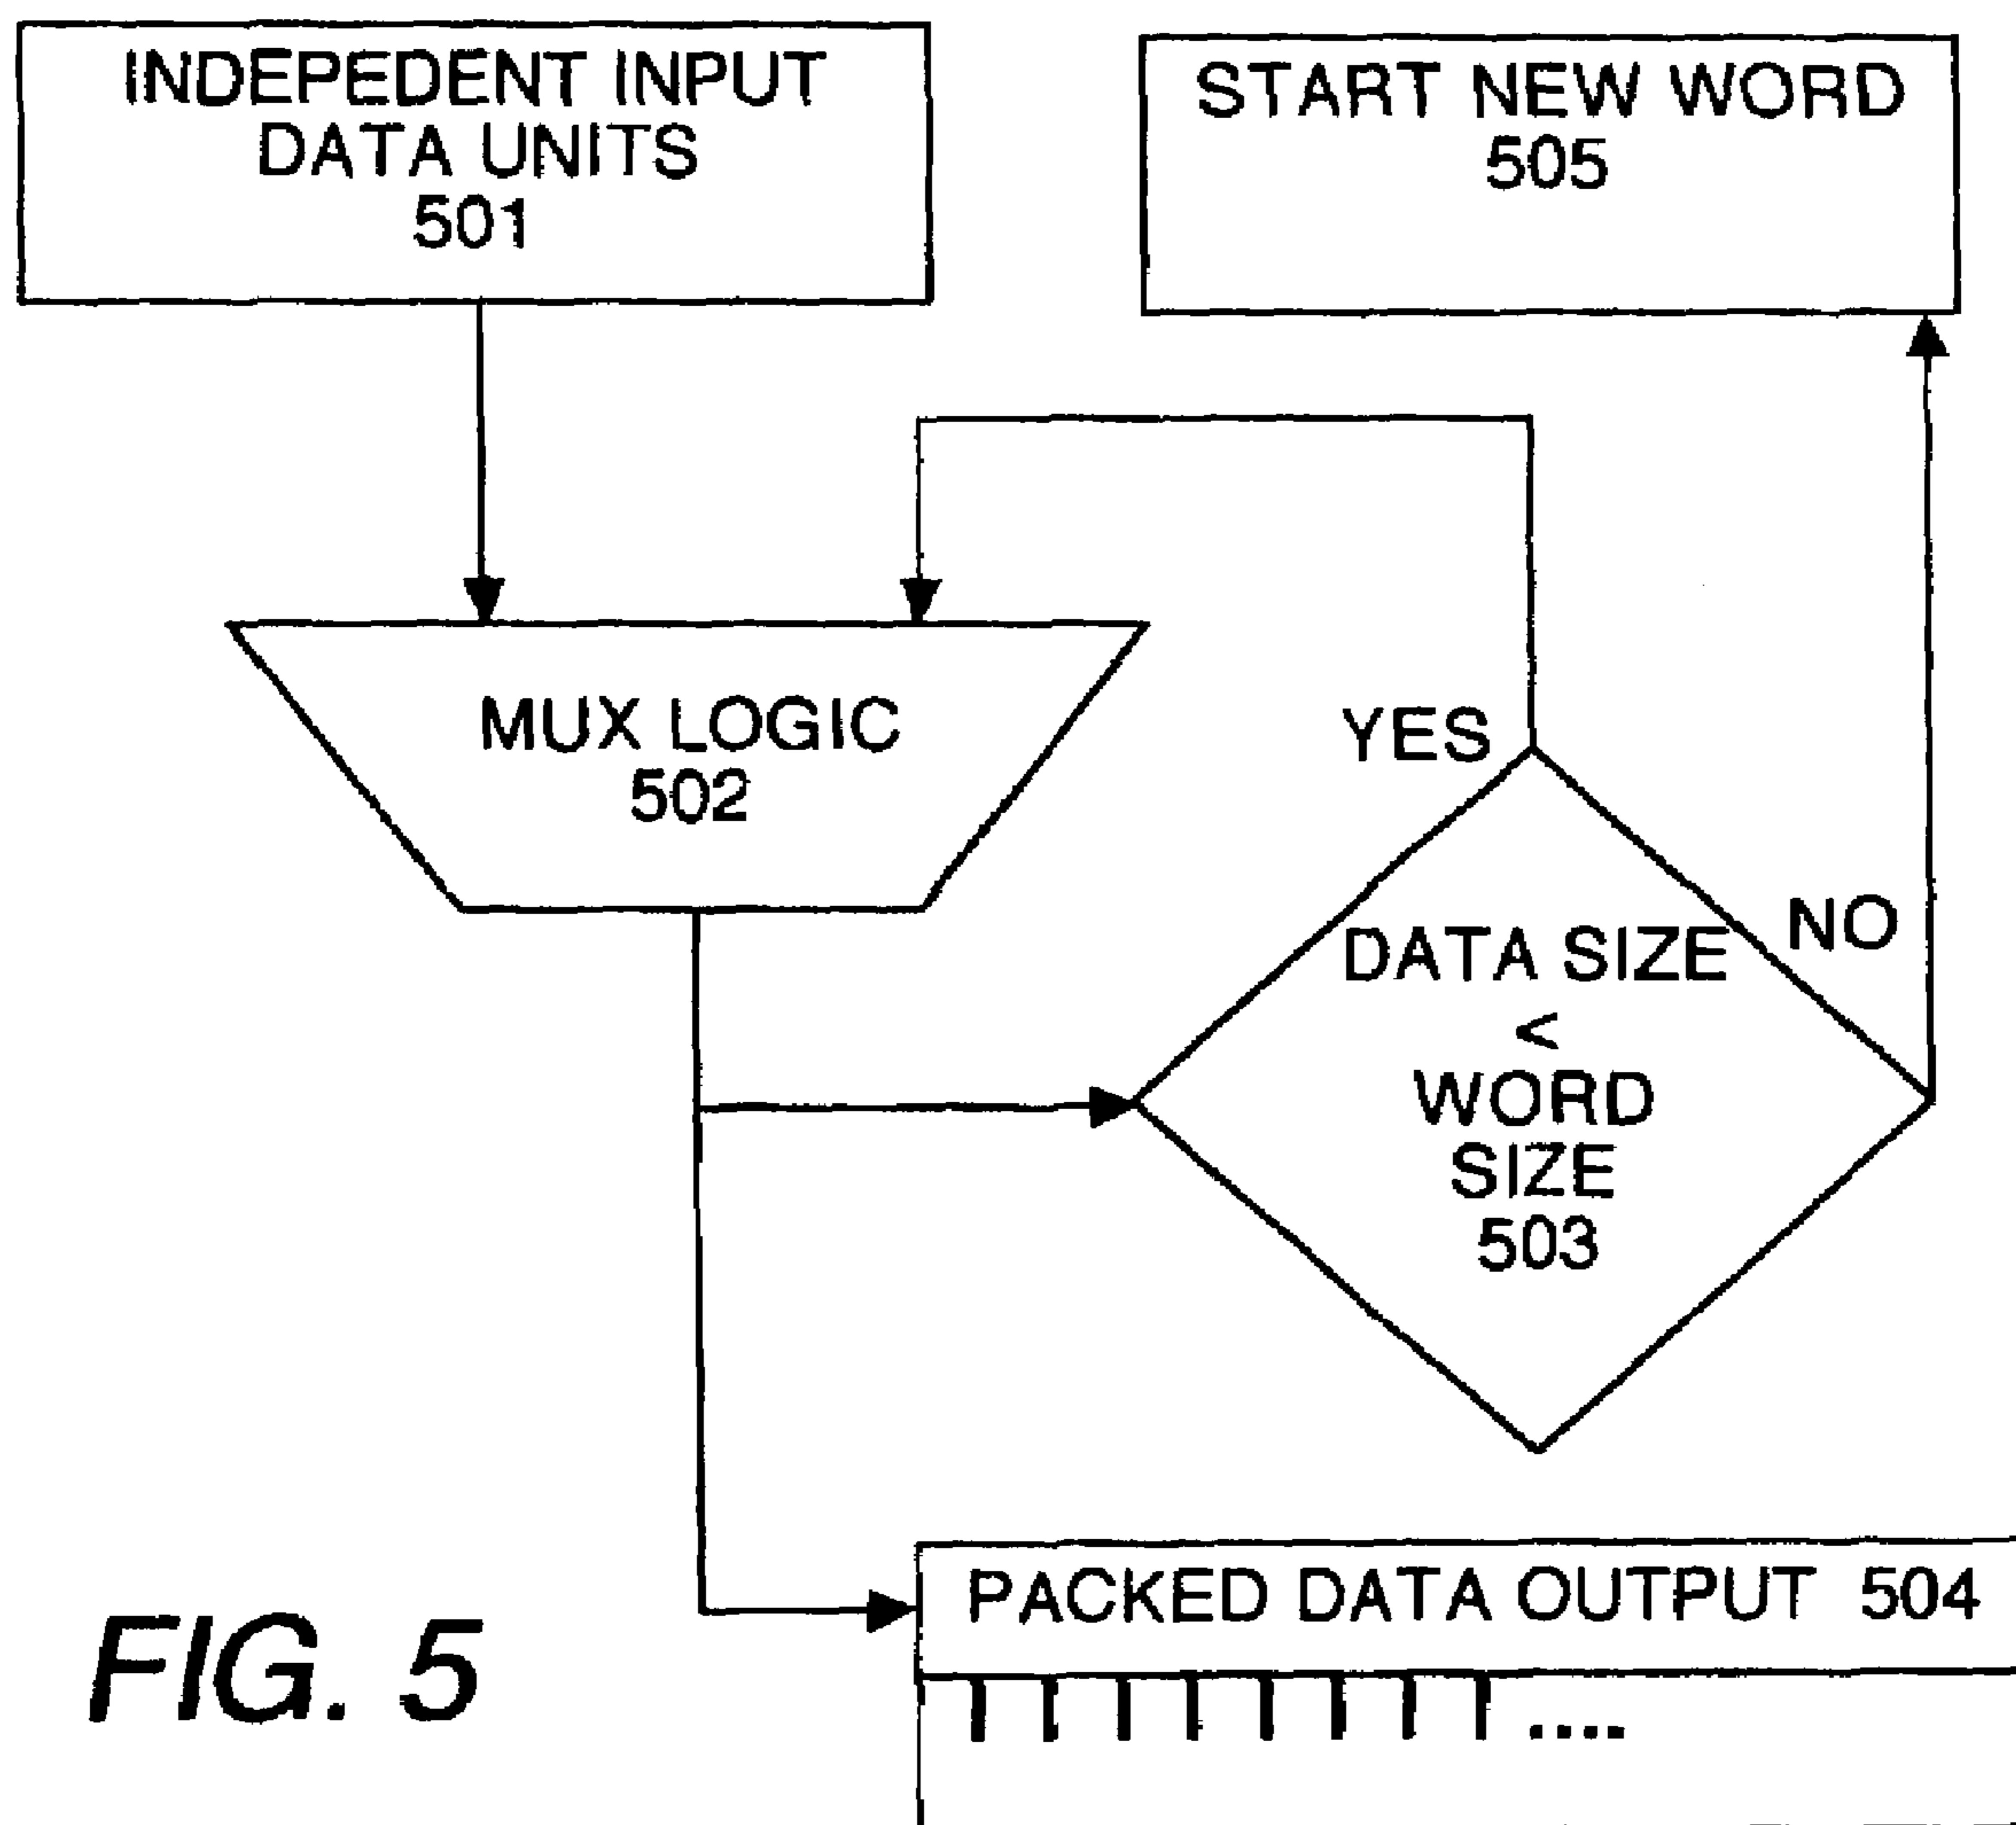 INDEPEDENT INPUT
DATA UNITS
501
START NEW WORD
505
MUX LOGIC
502
YES
NO
DATA SIZE
<
WORD
SIZE
503
PACKED DATA OUTPUT 504
....
FIG. 5